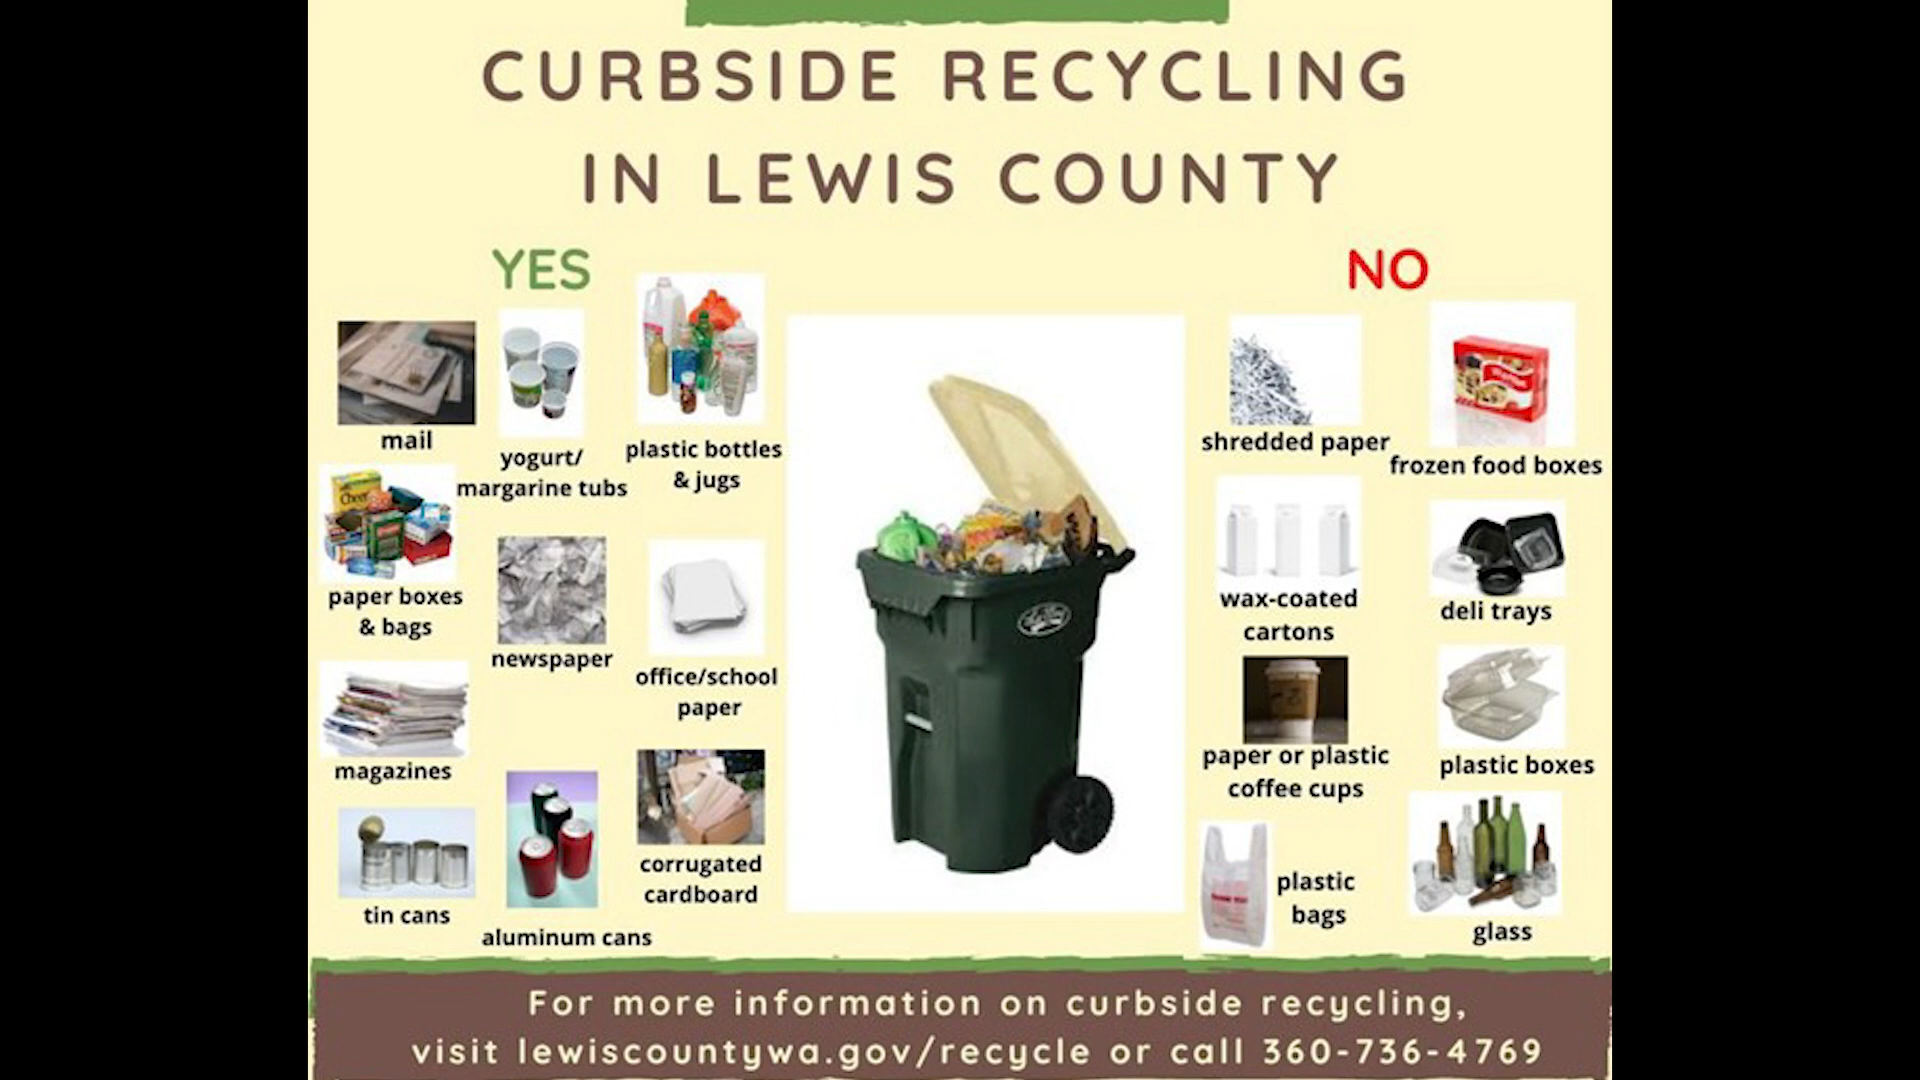 CURBSIDE RECYCLING
IN LEWIS COUNTY
YES
mail
yogurt/
margarine tubs
plastic bottles
& jugs
paper boxes
& bags
newspaper
office/school
paper
magazines
tin cans
aluminum cans
corrugated
cardboard
NO
shredded paper
frozen food boxes
wax-coated
cartons
deli trays
paper or plastic
coffee cups
plastic boxes
plastic
bags
glass
For more information on curbside recycling,
visit lewiscountywa.gov/recycle or call 360-736-4769